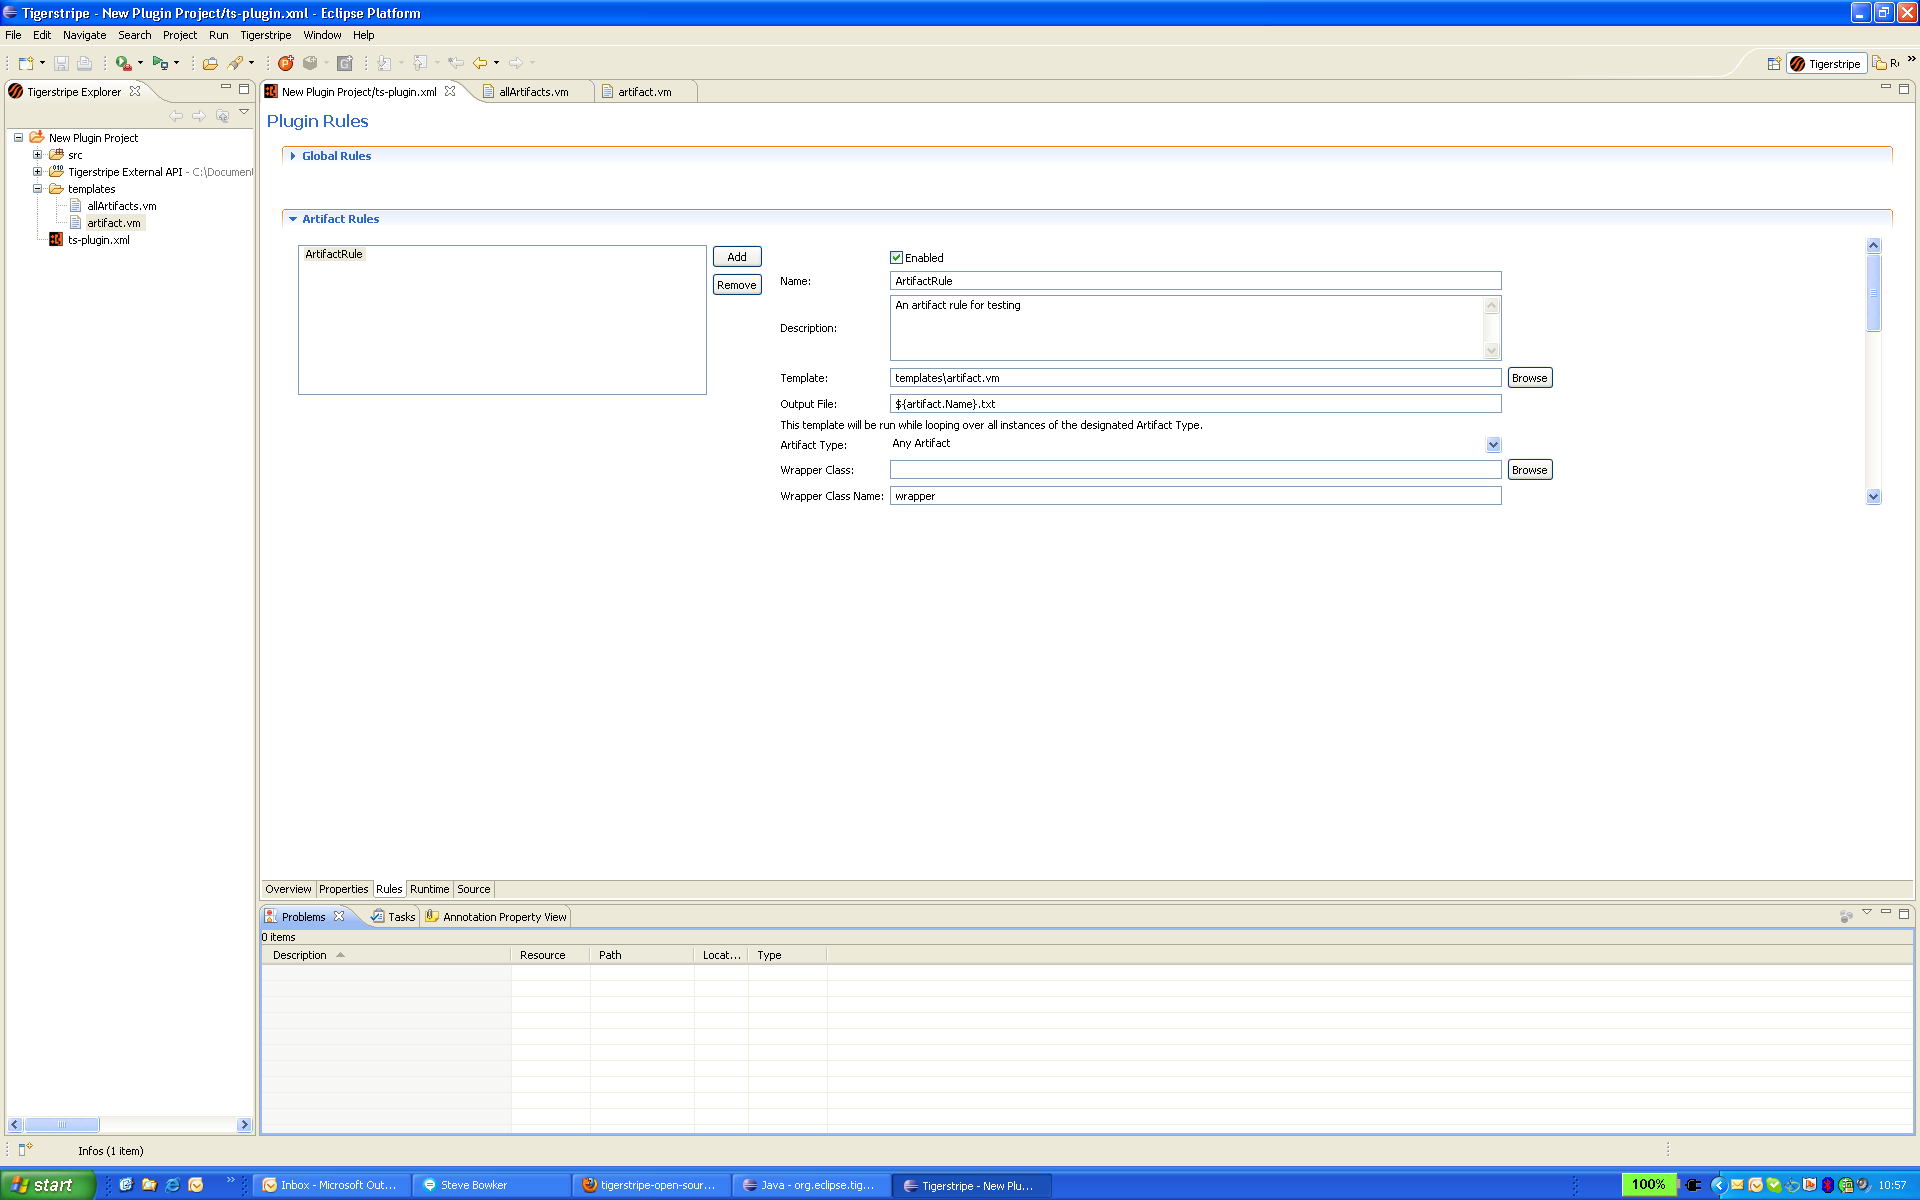 Tigerstripe - New Plugin Project/ts-plugin.xml - Eclipse Platform
File Edit Navigate Search Project Run Tigerstripe Window Help
Tigerstripe
Tigerstripe Explorer
New Plugin Project/ts-plugin.xml
allArtifacts.vm
artifact.vm
New Plugin Project
src
Tigerstripe External API - C:\Document
templates
allArtifacts.vm
artifact.vm
ts-plugin.xml
Plugin Rules
Global Rules
Artifact Rules
ArtifactRule
Add
Remove
Enabled
Name: ArtifactRule
Description: An artifact rule for testing
Template: templates\artifact.vm Browse
Output File: ${artifact.Name}.txt
This template will be run while looping over all instances of the designated Artifact Type.
Artifact Type: Any Artifact
Wrapper Class: Browse
Wrapper Class Name: wrapper
Overview Properties Rules Runtime Source
Problems Tasks Annotation Property View
0 items
Description Resource Path Locat... Type
Infos (1 item)
start
Inbox - Microsoft Out...
Steve Bowker
tigerstripe-open-sour...
Java - org.eclipse.tig...
Tigerstripe - New Plu...
100%
10:57